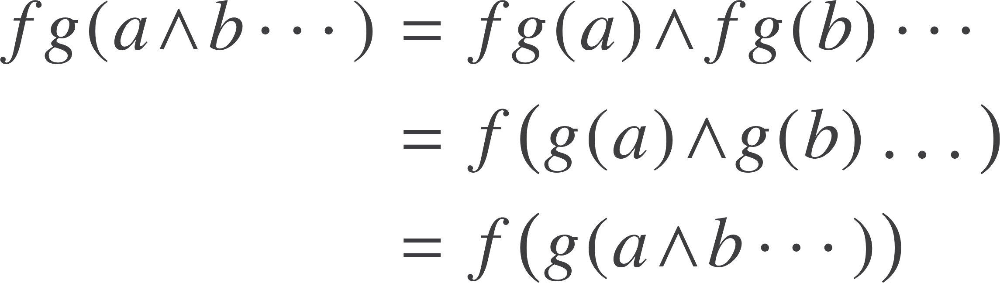 fg(a∧b⋯) = fg(a)∧fg(b)⋯
= f(g(a)∧g(b)...)
= f(g(a∧b⋯))